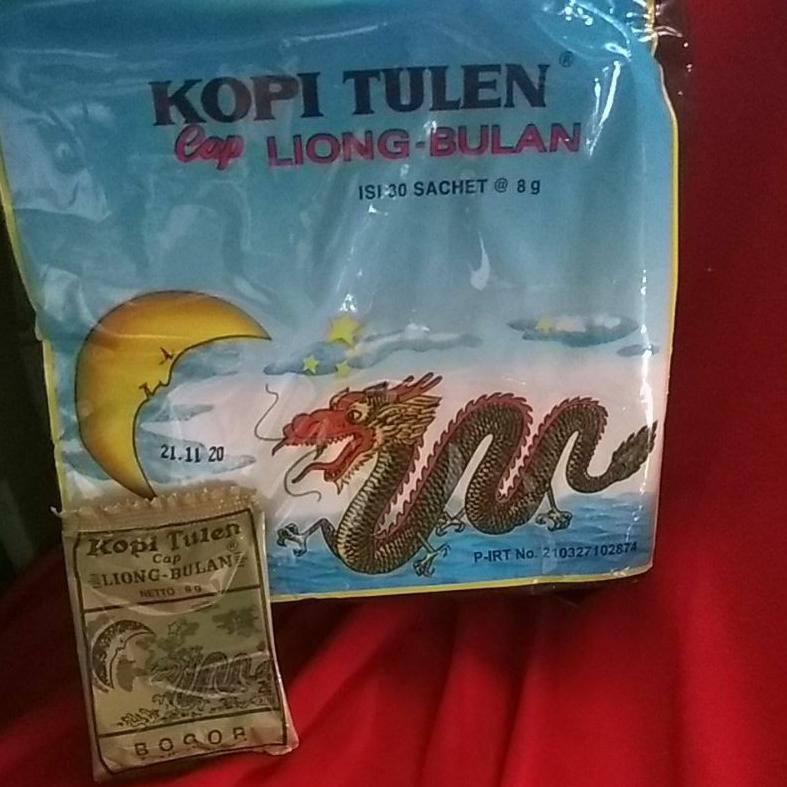 KOPI TULEN ®
Cap LIONG-BULAN
ISI 30 SACHET @ 8 g
21.11 20
P-IRT No. 210327102874
Kopi Tulen ®
Cap
LIONG-BULAN
NETTO 8 g
BOGOR